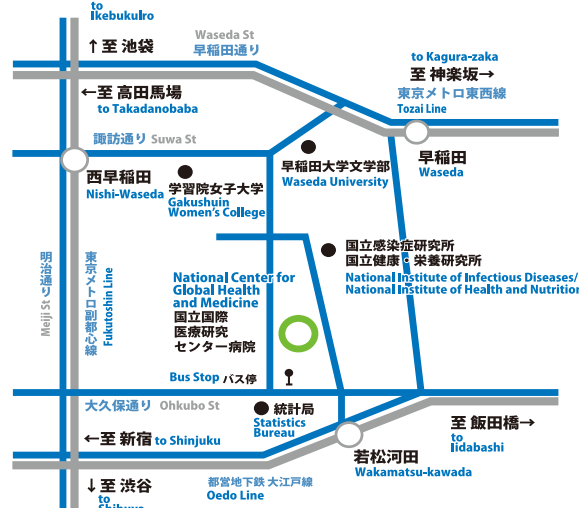 to
Ikebukuro
↑至 池袋
Waseda St
早稲田通り
to Kagura-zaka
至 神楽坂→
東京メトロ東西線
Tozai Line
←至 高田馬場
to Takadanobaba
諏訪通り Suwa St
西早稲田
Nishi-Waseda
学習院女子大学
Gakushuin
Women's College
早稲田大学文学部
Waseda University
早稲田
Waseda
国立感染症研究所
国立健康・栄養研究所
National Institute of Infectious Diseases/
National Institute of Health and Nutrition
明治通り
Meiji St
東京メトロ副都心線
Fukutoshin Line
National Center for
Global Health
and Medicine
国立国際
医療研究
センター病院
Bus Stop バス停
大久保通り Ohkubo St
統計局
Statistics
Bureau
←至 新宿 to Shinjuku
至 飯田橋→
to
Iidabashi
若松河田
Wakamatsu-kawada
↓至 渋谷
to
Shibuya
都営地下鉄 大江戸線
Oedo Line